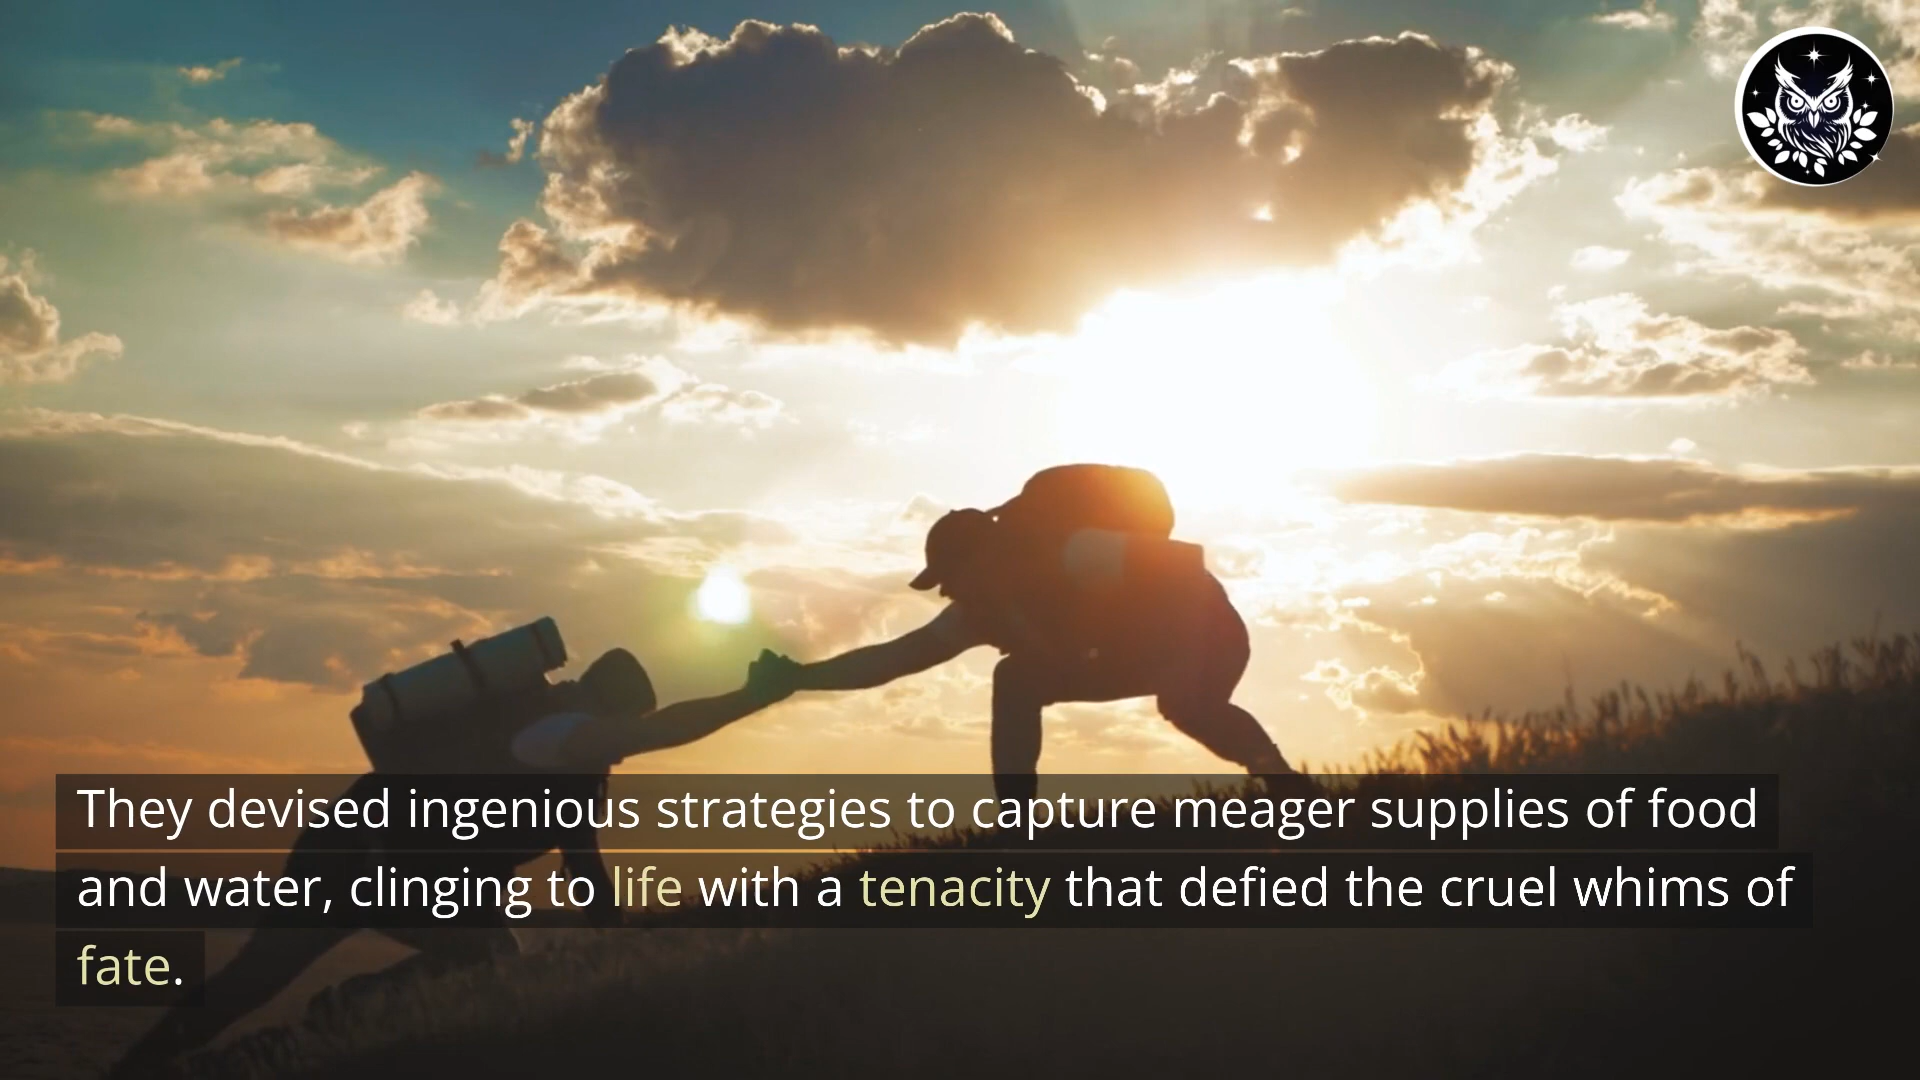 They devised ingenious strategies to capture meager supplies of food
and water, clinging to life with a tenacity that defied the cruel whims of
fate.